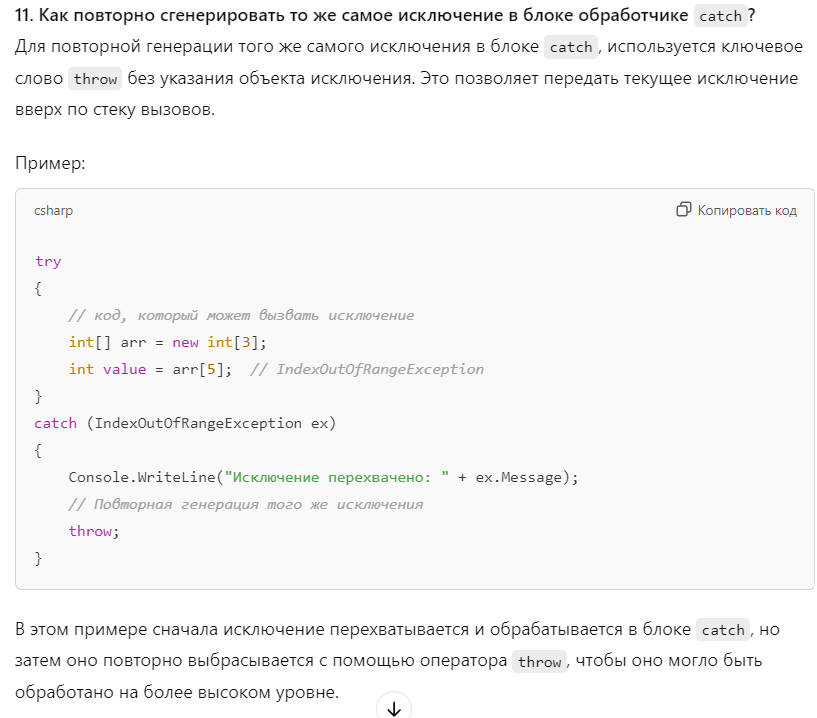 11. Как повторно сгенерировать то же самое исключение в блоке обработчике catch?
Для повторной генерации того же самого исключения в блоке catch, используется ключевое
слово throw без указания объекта исключения. Это позволяет передать текущее исключение
вверх по стеку вызовов.
Пример:
csharp
Копировать код
try
{
    // код, который может вызвать исключение
    int[] arr = new int[3];
    int value = arr[5];  // IndexOutOfRangeException
}
catch (IndexOutOfRangeException ex)
{
    Console.WriteLine("Исключение перехвачено: " + ex.Message);
    // Повторная генерация того же исключения
    throw;
}
В этом примере сначала исключение перехватывается и обрабатывается в блоке catch, но
затем оно повторно выбрасывается с помощью оператора throw, чтобы оно могло быть
обработано на более высоком уровне.